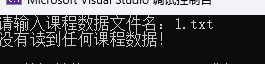 Microsoft Visual Studio 调试控制台
请输入课程数据文件名：1.txt
没有读到任何课程数据！